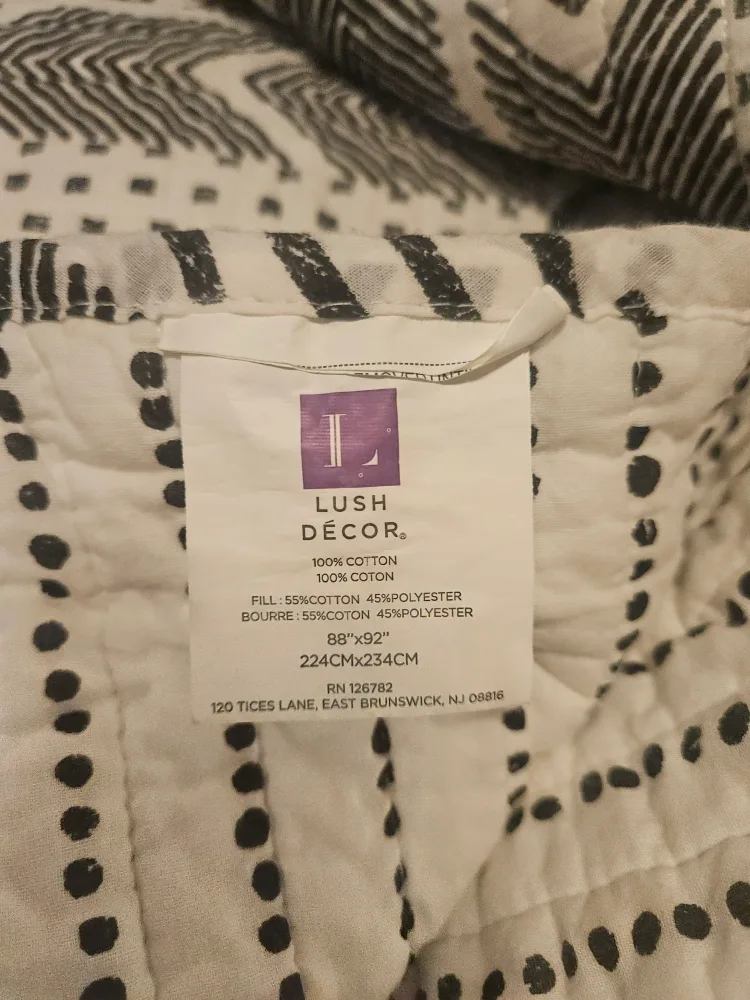 L
LUSH
DÉCOR®
100% COTTON
100% COTON
FILL : 55%COTTON 45%POLYESTER
BOURRE : 55%COTON 45%POLYESTER
88"x92"
224CMx234CM
RN 126782
120 TICES LANE, EAST BRUNSWICK, NJ 08816